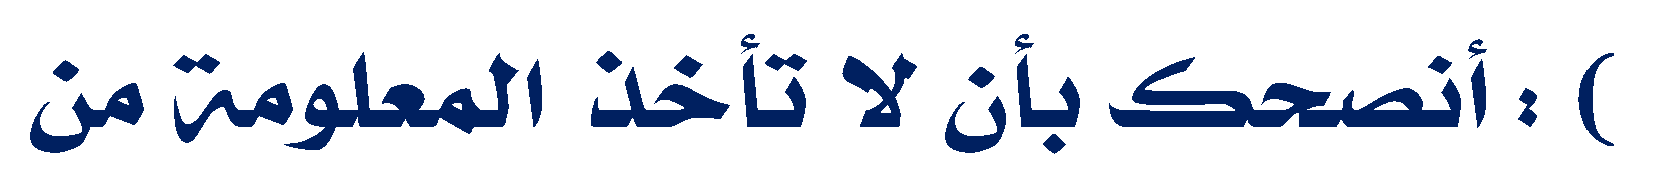 ) : أنصحك بأن لا تأخذ المعلومة من